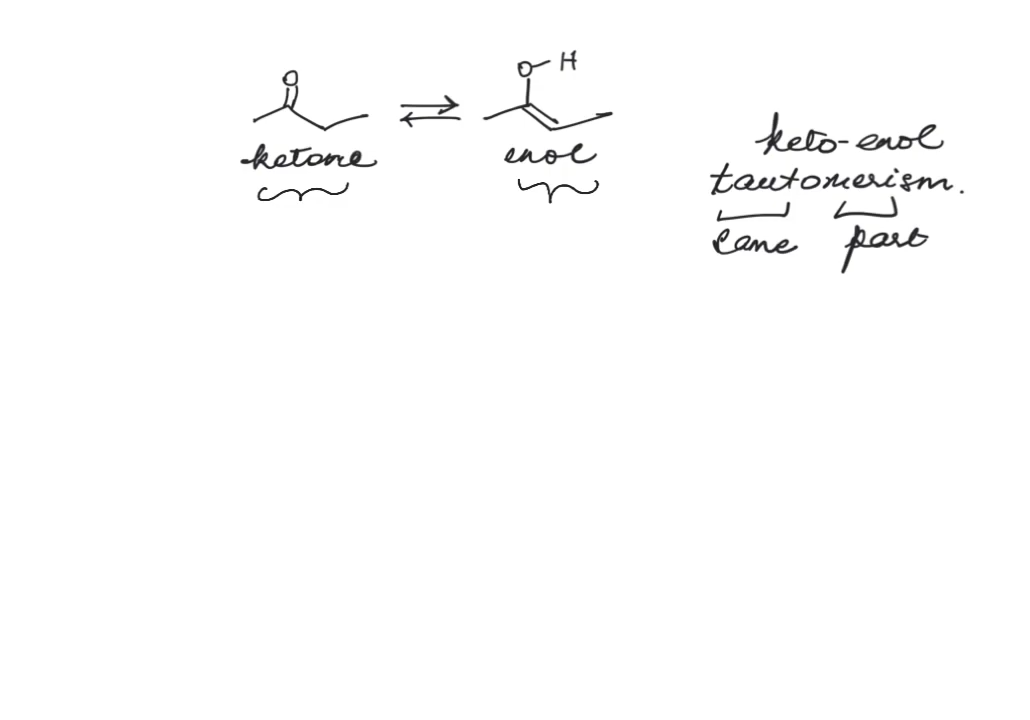 O
O-H
ketone
enol
keto-enol
tautomerism.
same part